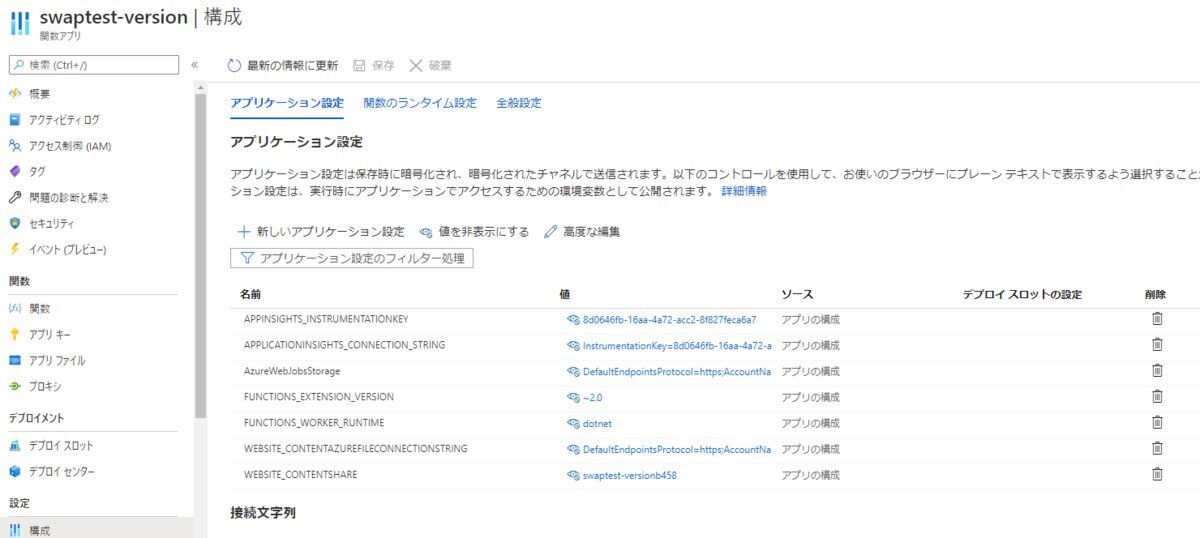 swaptest-version | 構成
関数アプリ
検索 (Ctrl+/)
«
最新の情報に更新 保存 破棄
概要
アクティビティ ログ
アクセス制御 (IAM)
タグ
問題の診断と解決
セキュリティ
イベント (プレビュー)
関数
関数
アプリ キー
アプリ ファイル
プロキシ
デプロイメント
デプロイ スロット
デプロイ センター
設定
構成
アプリケーション設定 関数のランタイム設定 全般設定
アプリケーション設定
アプリケーション設定は保存時に暗号化され、暗号化されたチャネルで送信されます。以下のコントロールを使用して、お使いのブラウザーにプレーン テキストで表示するよう選択すること
ション設定は、実行時にアプリケーションでアクセスするための環境変数として公開されます。 詳細情報
新しいアプリケーション設定 値を非表示にする 高度な編集
アプリケーション設定のフィルター処理
名前 値 ソース デプロイ スロットの設定 削除
APPINSIGHTS_INSTRUMENTATIONKEY 8d0646fb-16aa-4a72-acc2-8f827feca6a7 アプリの構成
APPLICATIONINSIGHTS_CONNECTION_STRING InstrumentationKey=8d0646fb-16aa-4a72-a アプリの構成
AzureWebJobsStorage DefaultEndpointsProtocol=https;AccountNa アプリの構成
FUNCTIONS_EXTENSION_VERSION ~2.0 アプリの構成
FUNCTIONS_WORKER_RUNTIME dotnet アプリの構成
WEBSITE_CONTENTAZUREFILECONNECTIONSTRING DefaultEndpointsProtocol=https;AccountNa アプリの構成
WEBSITE_CONTENTSHARE swaptest-versionb458 アプリの構成
接続文字列